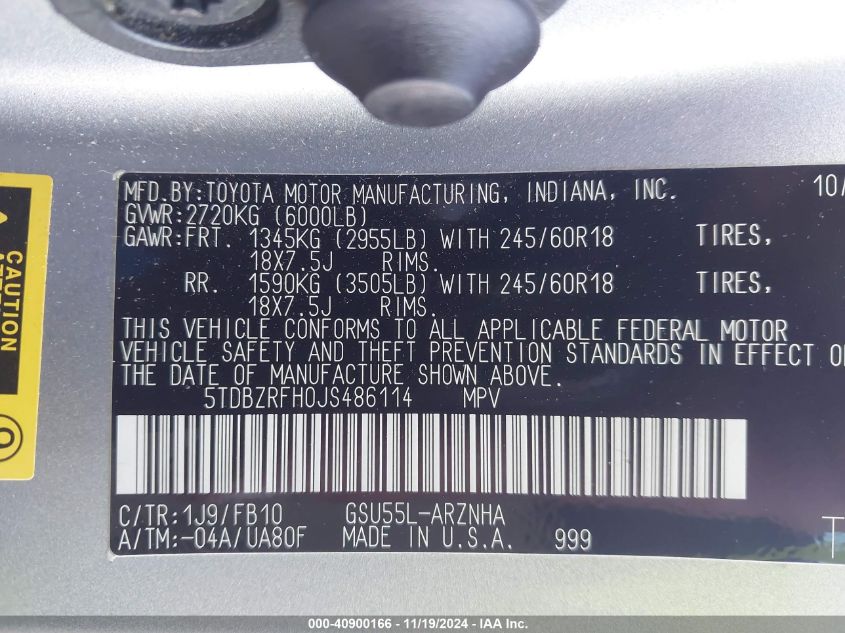 MFD.BY:TOYOTA MOTOR MANUFACTURING, INDIANA, INC. 10/
GVWR:2720KG (6000LB)
GAWR:FRT. 1345KG (2955LB) WITH 245/60R18 TIRES,
18X7.5J RIMS.
RR. 1590KG (3505LB) WITH 245/60R18 TIRES,
18X7.5J RIMS.
THIS VEHICLE CONFORMS TO ALL APPLICABLE FEDERAL MOTOR
VEHICLE SAFETY AND THEFT PREVENTION STANDARDS IN EFFECT
THE DATE OF MANUFACTURE SHOWN ABOVE.
5TDBZRFH0JS486114 MPV
C/TR:1J9/FB10 GSU55L-ARZNHA
A/TM:-04A/UA80F MADE IN U.S.A. 999
CAUTION
000-40900166 - 11/19/2024 - IAA Inc.